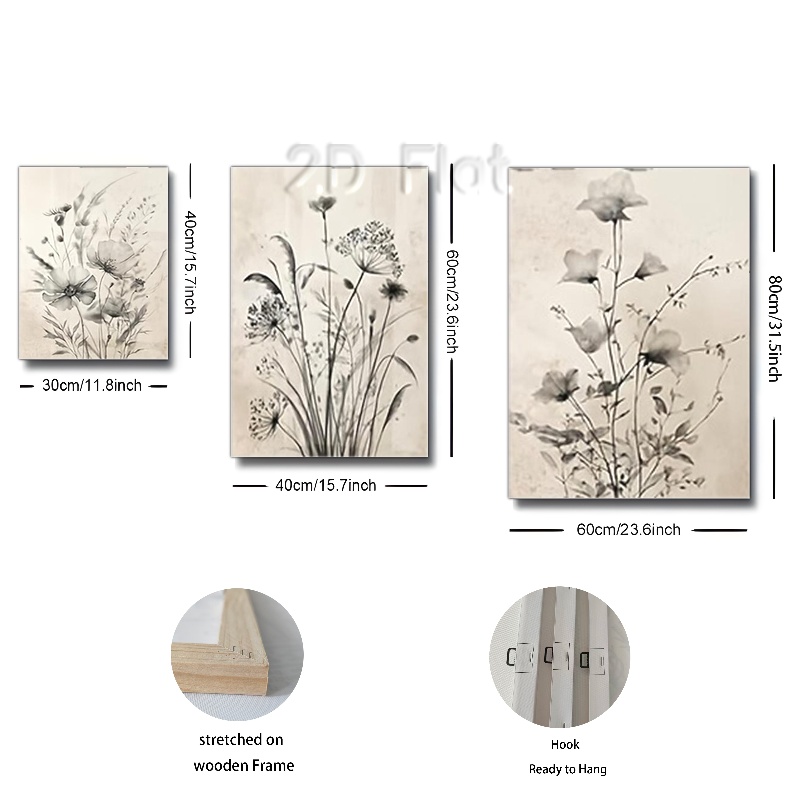 2D Flat
40cm/15.7inch
30cm/11.8inch
60cm/23.6inch
40cm/15.7inch
80cm/31.5inch
60cm/23.6inch
stretched on
wooden Frame
Hook
Ready to Hang